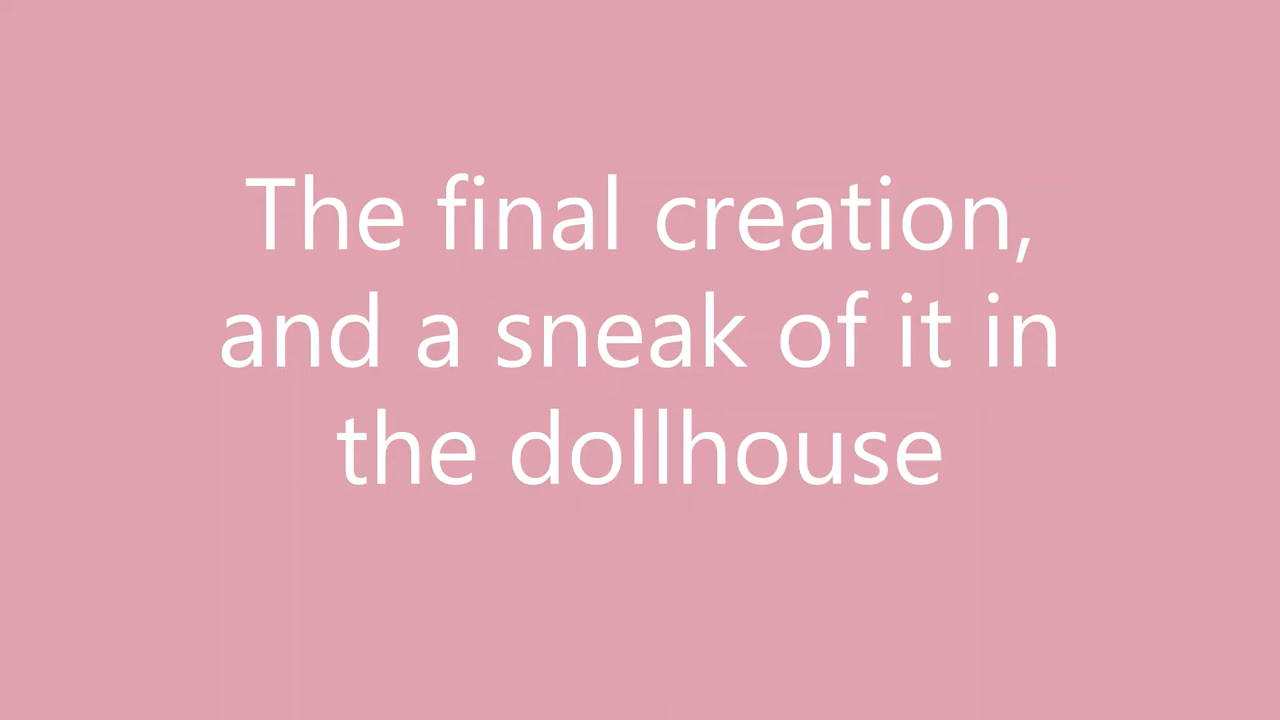 The final creation,
and a sneak of it in
the dollhouse